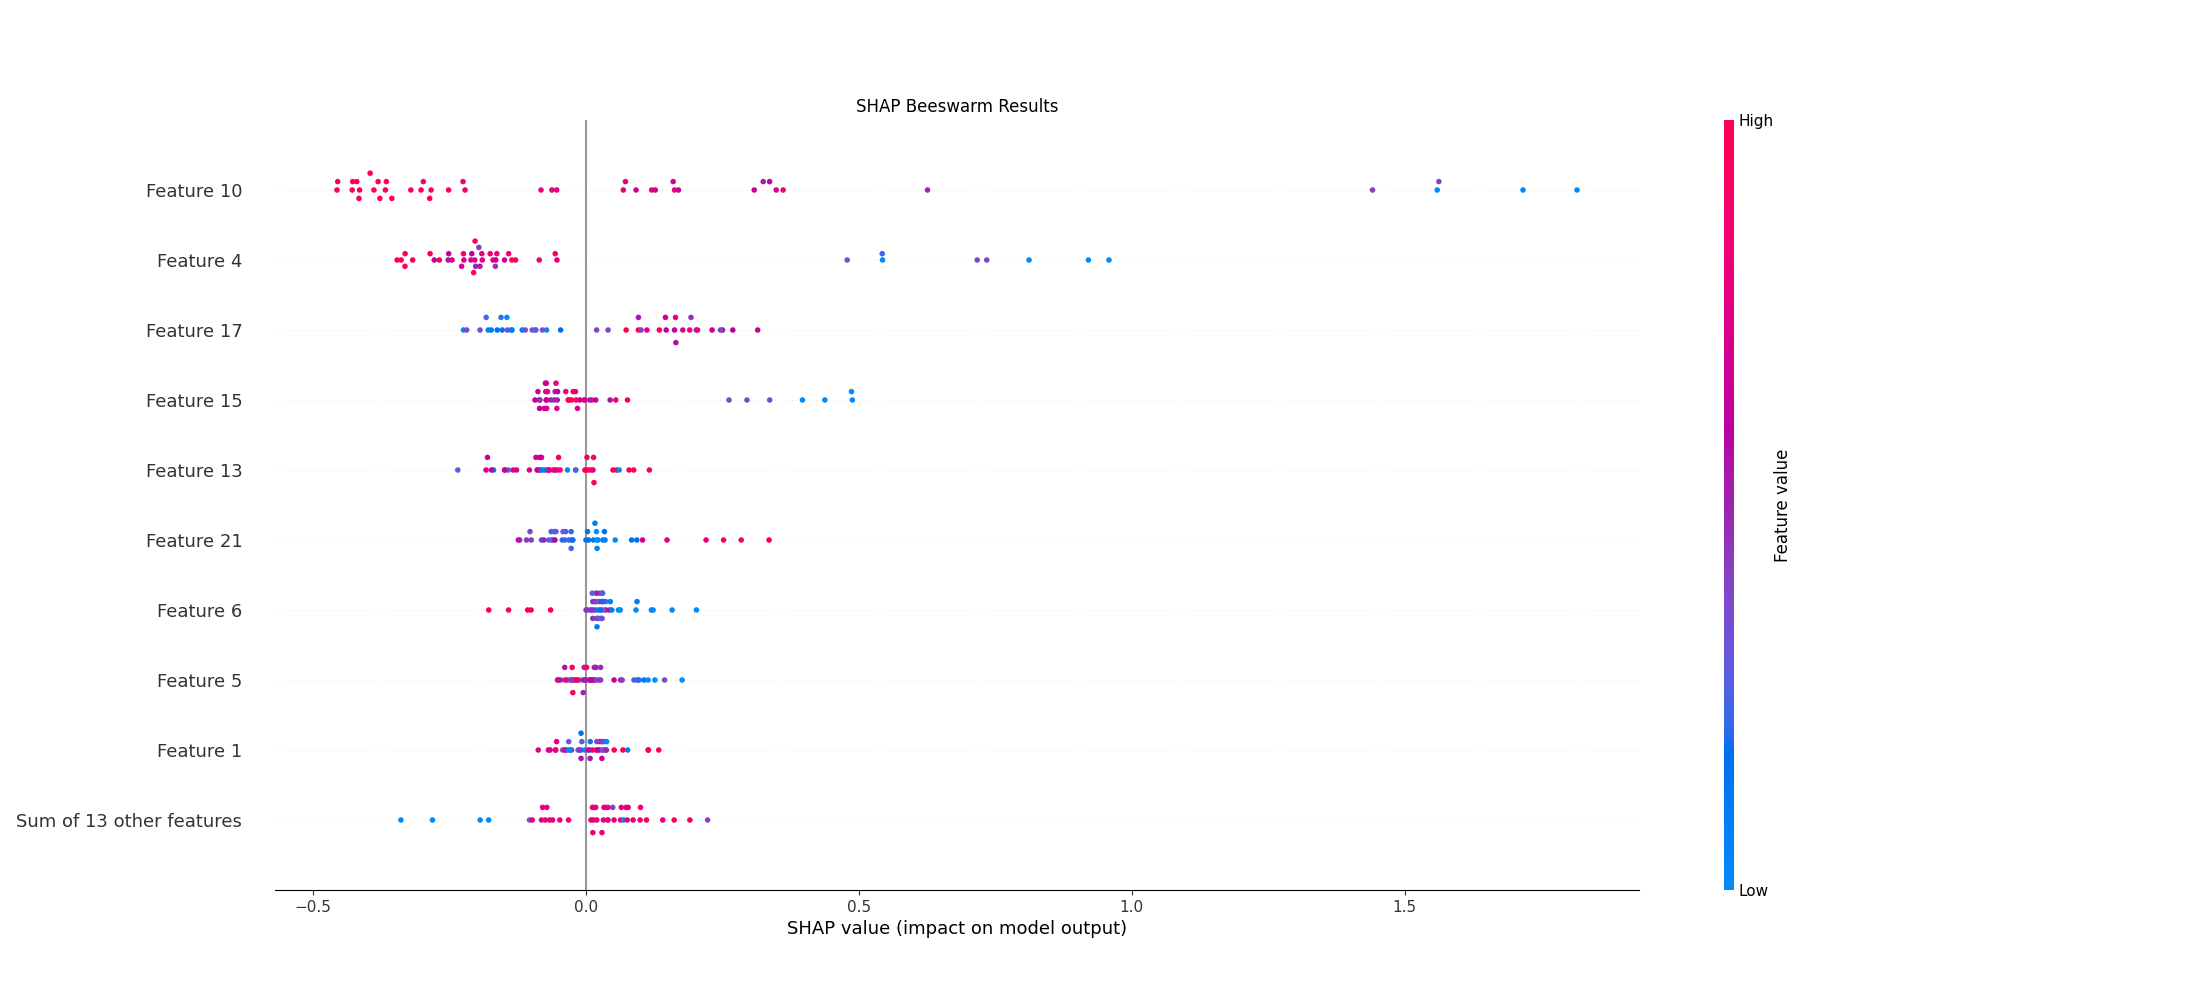 SHAP Beeswarm Results
High
Feature 10
Feature 4
Feature 17
Feature 15
Feature 13
Feature value
Feature 21
Feature 6
Feature 5
Feature 1
Sum of 13 other features
Low
−0.5 0.0 0.5 1.0 1.5
SHAP value (impact on model output)